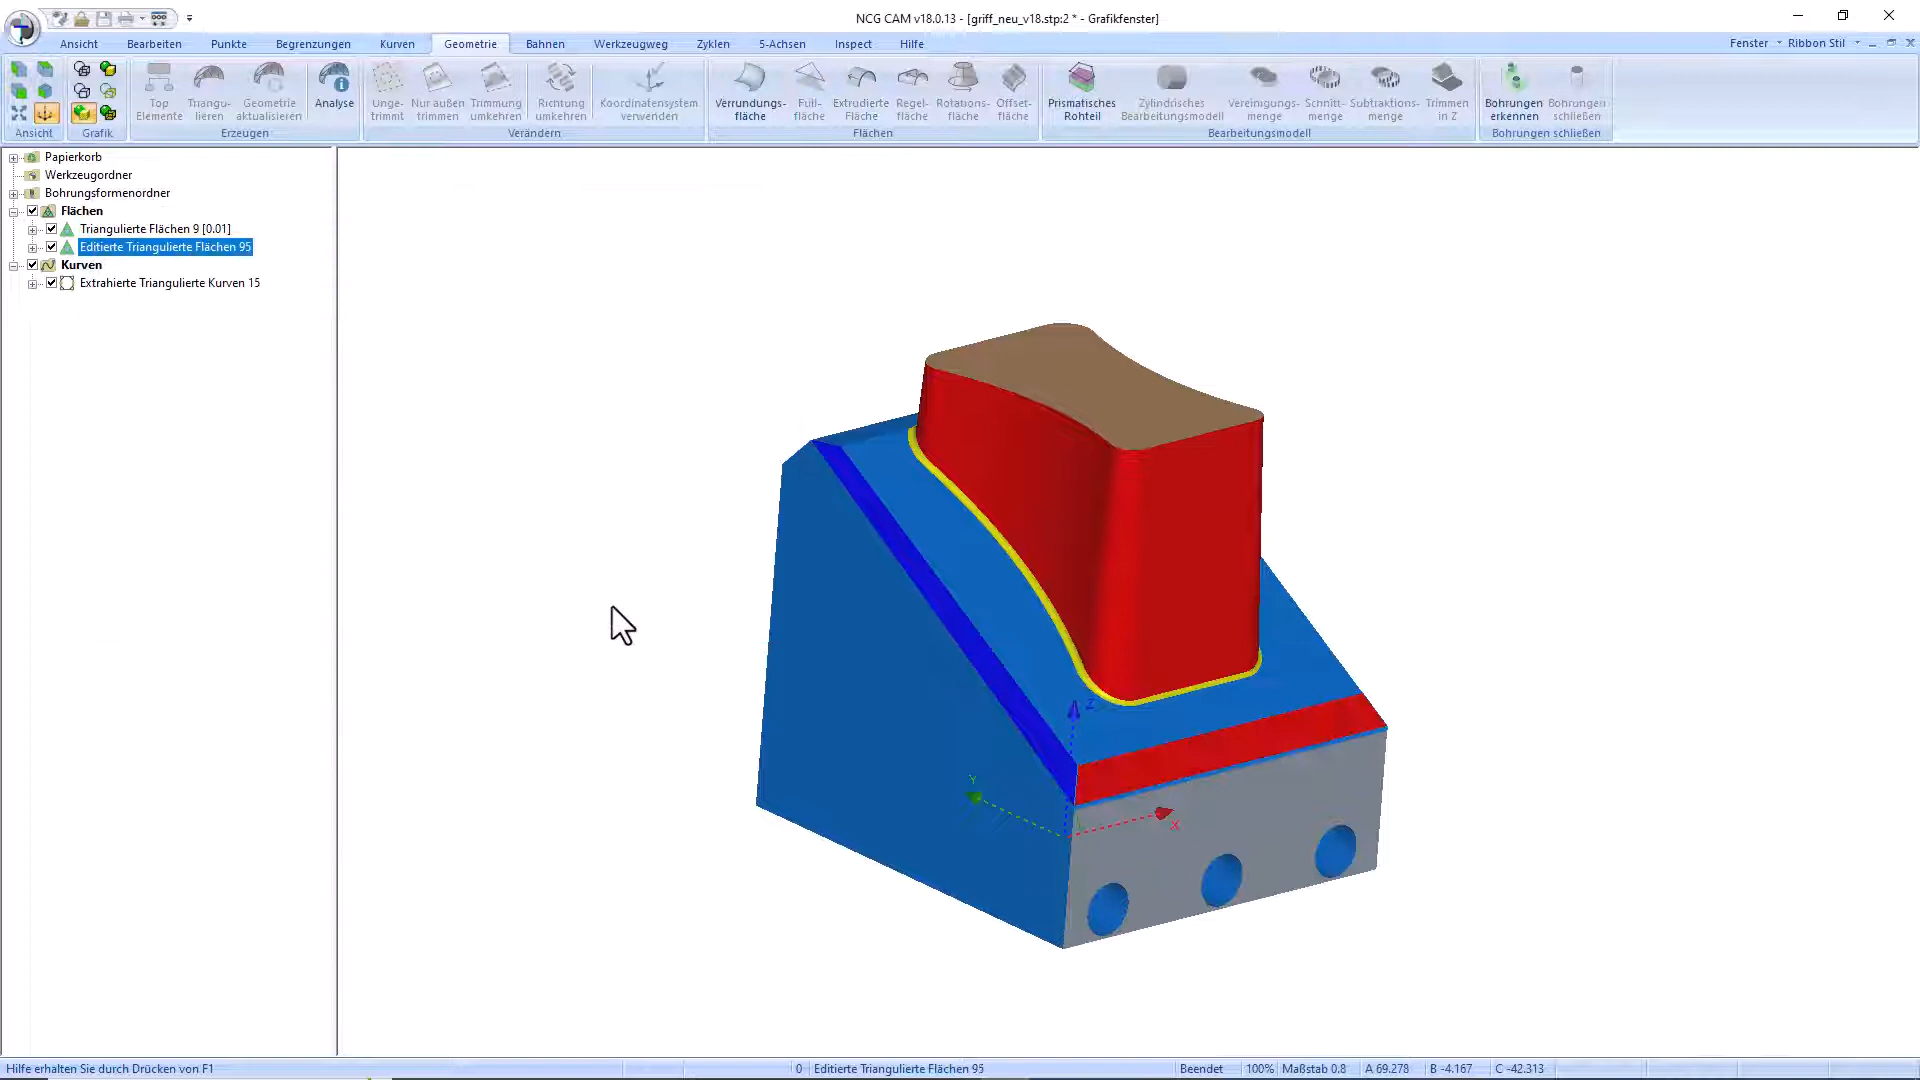 NCG CAM v18.0.13 - [griff_neu_v18.stp:2 * - Grafikfenster]
Ansicht Bearbeiten Punkte Begrenzungen Kurven Geometrie Bahnen Werkzeugweg Zyklen 5-Achsen Inspect Hilfe Fenster Ribbon Stil
Top Triangu- Geometrie Analyse Unge- Nur außen Trimmung Richtung Koordinatensystem Verrundungs- Füll- Extrudierte Regel- Rotations- Offset- Prismatisches Zylindrisches Vereinigungs- Schnitt- Subtraktions- Trimmen Bohrungen Bohrungen
Elemente lieren aktualisieren trimmt trimmen umkehren umkehren verwenden fläche fläche Fläche fläche fläche fläche Rohteil Bearbeitungsmodell menge menge menge in Z erkennen schließen
Ansicht Grafik Erzeugen Verändern Flächen Bearbeitungsmodell Bohrungen schließen
Papierkorb
Werkzeugordner
Bohrungsformenordner
Flächen
Triangulierte Flächen 9 [0.01]
Editierte Triangulierte Flächen 95
Kurven
Extrahierte Triangulierte Kurven 15
Z
Y
X
Hilfe erhalten Sie durch Drücken von F1 0 Editierte Triangulierte Flächen 95 Beendet 100% Maßstab 0.8 A 69.278 B -4.167 C -42.313